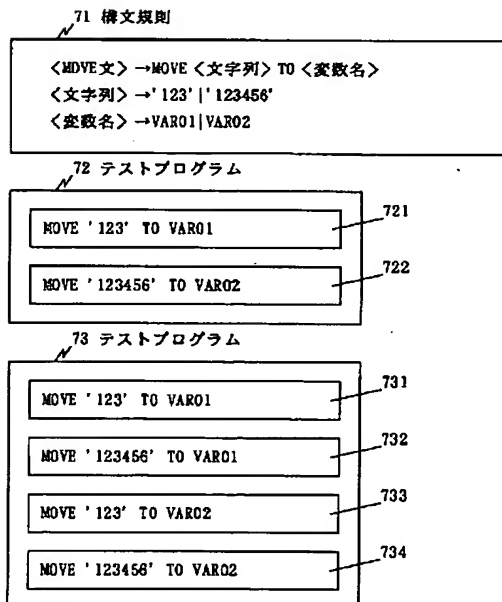 71 構文規則
〈MOVE文〉→MOVE〈文字列〉TO〈変数名〉
〈文字列〉→'123'|'123456'
〈変数名〉→VAR01|VAR02
72 テストプログラム
721
MOVE '123' TO VAR01
722
MOVE '123456' TO VAR02
73 テストプログラム
731
MOVE '123' TO VAR01
732
MOVE '123456' TO VAR01
733
MOVE '123' TO VAR02
734
MOVE '123456' TO VAR02